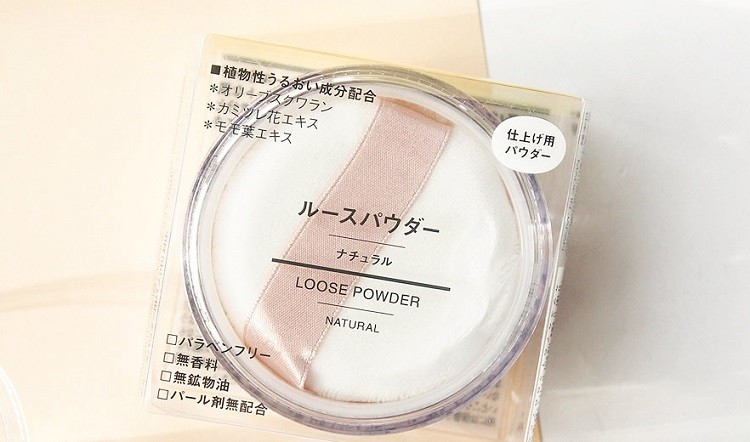 ■植物性うるおい成分配合
＊オリーブスクワラン
＊カミツレ花エキス
＊モモ葉エキス
仕上げ用
パウダー
ルースパウダー
ナチュラル
LOOSE POWDER
NATURAL
□パラベンフリー
□無香料
□無鉱物油
□パール剤無配合